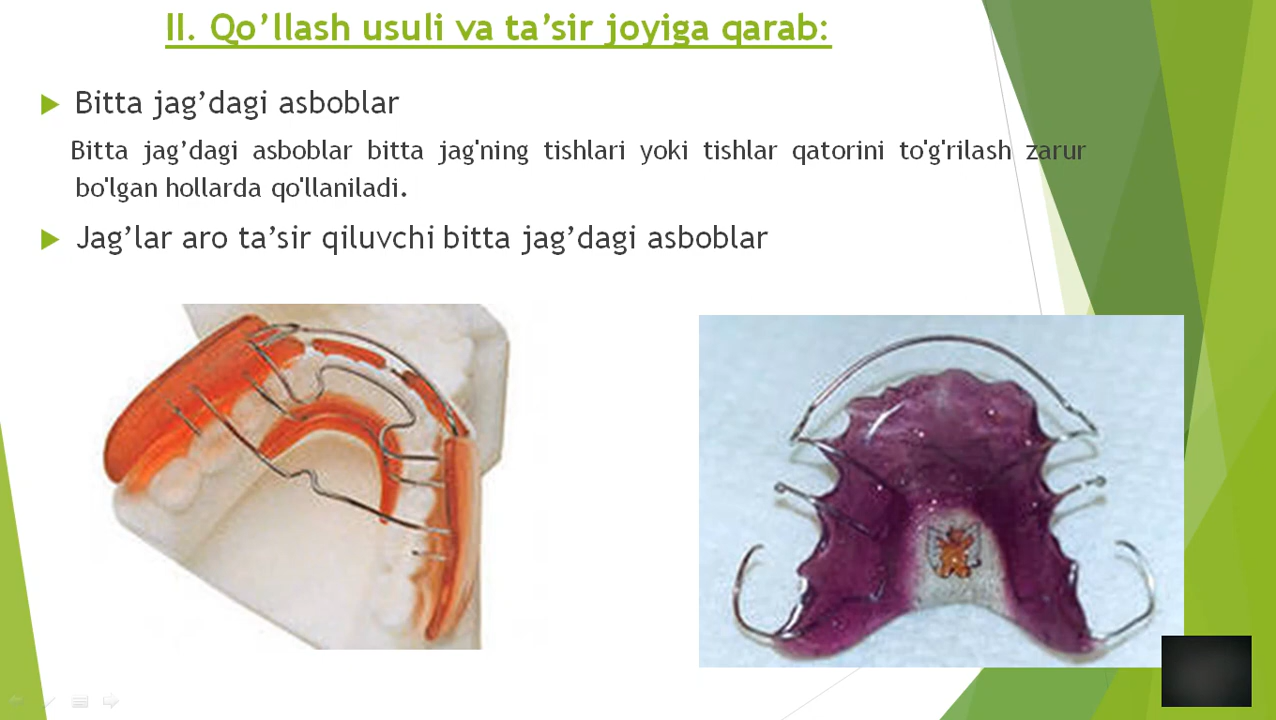 II. Qo’llash usuli va ta’sir joyiga qarab:
Bitta jag’dagi asboblar
Bitta jag’dagi asboblar bitta jag'ning tishlari yoki tishlar qatorini to'g'rilash zarur
bo'lgan hollarda qo'llaniladi.
Jag’lar aro ta’sir qiluvchi bitta jag’dagi asboblar